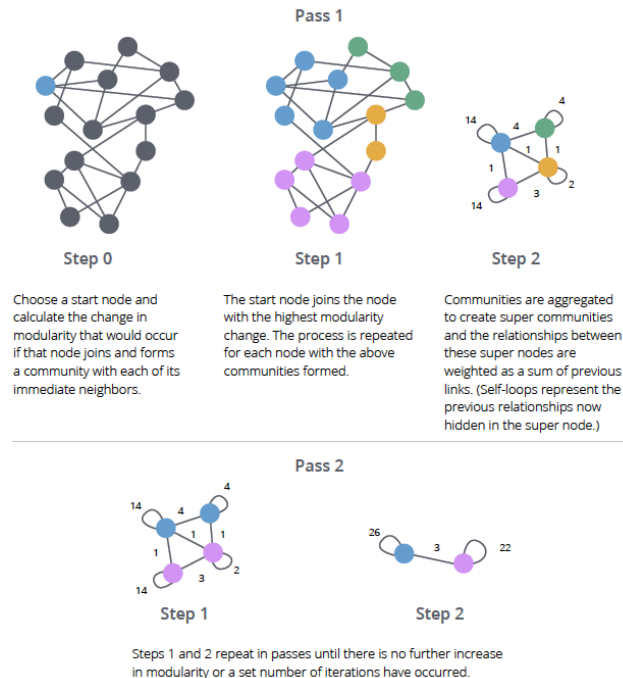 Pass 1
14
4
4
1
1
1
14
3
2
Step 0
Step 1
Step 2
Choose a start node and
calculate the change in
modularity that would occur
if that node joins and forms
a community with each of its
immediate neighbors.
The start node joins the node
with the highest modularity
change. The process is repeated
for each node with the above
communities formed.
Communities are aggregated
to create super communities
and the relationships between
these super nodes are
weighted as a sum of previous
links. (Self-loops represent the
previous relationships now
hidden in the super node.)
Pass 2
14
4
4
1
1
1
14
3
2
26
3
22
Step 1
Step 2
Steps 1 and 2 repeat in passes until there is no further increase
in modularity or a set number of iterations have occurred.